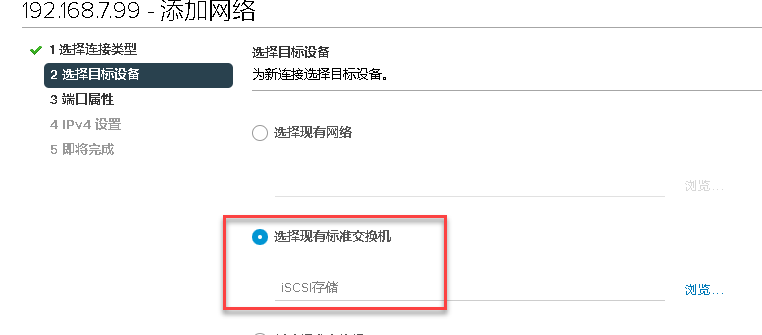 192.168.7.99 - 添加网络
1 选择连接类型
2 选择目标设备
3 端口属性
4 IPv4 设置
5 即将完成
选择目标设备
为新连接选择目标设备。
选择现有网络
浏览...
选择现有标准交换机
iSCSI存储
浏览...